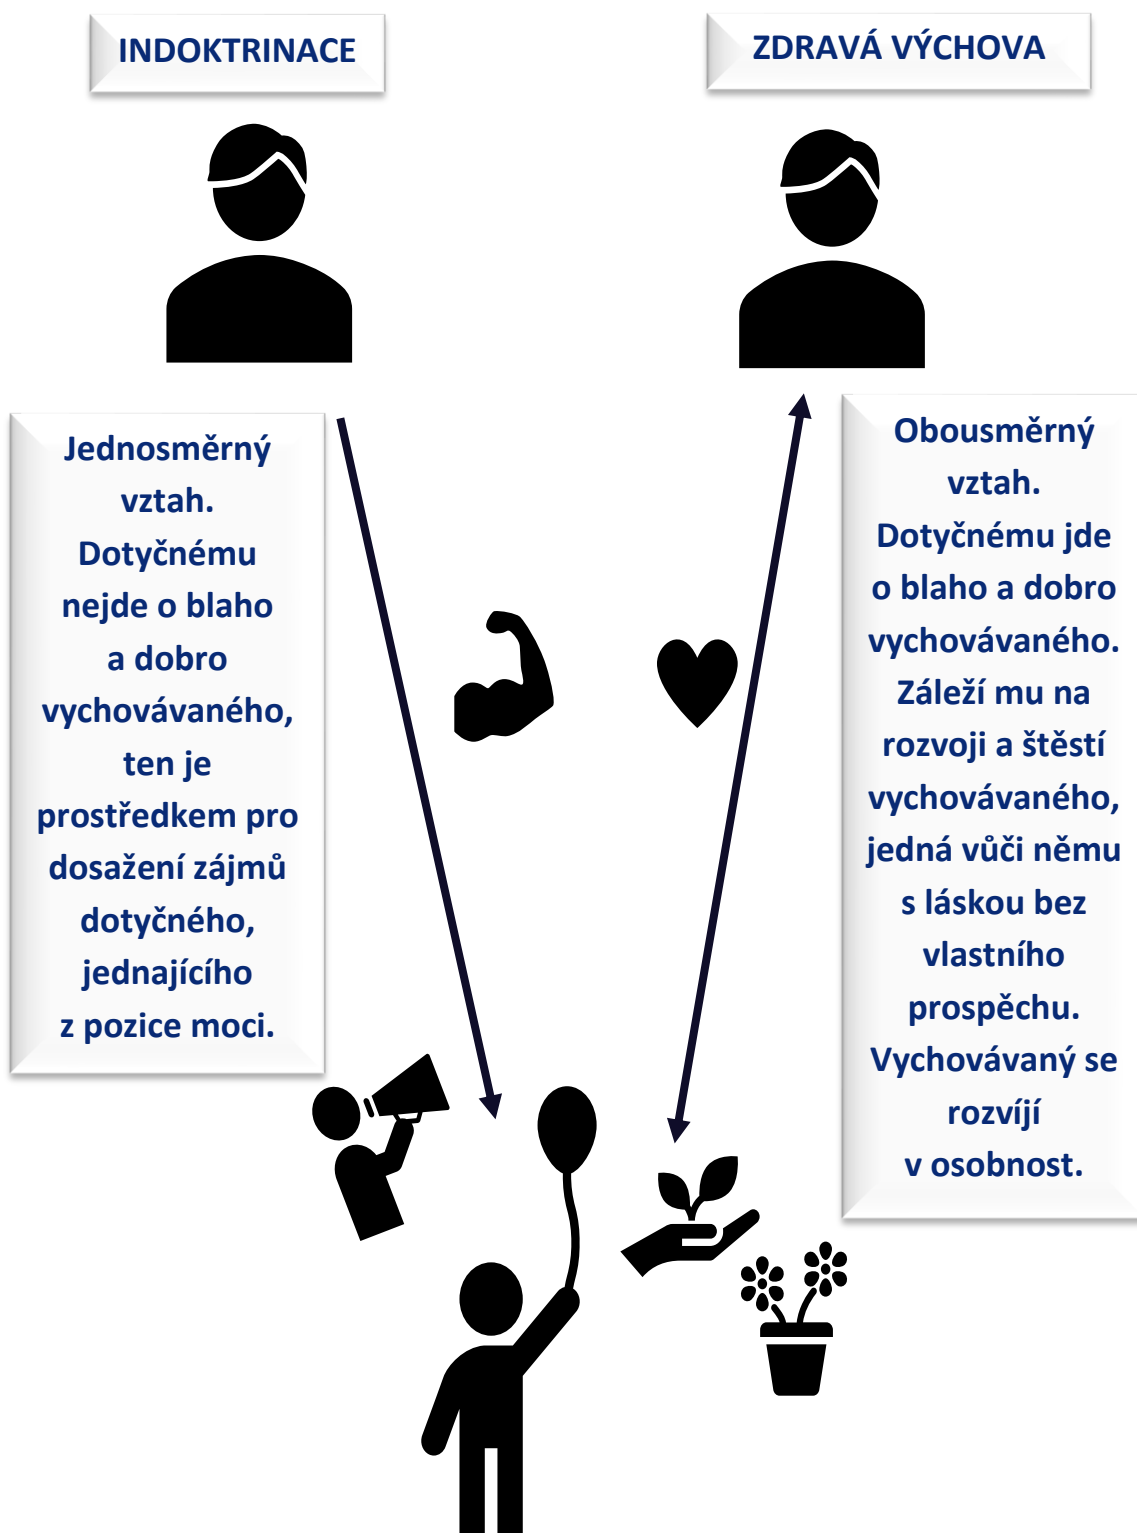 INDOKTRINACE
ZDRAVÁ VÝCHOVA
Jednosměrný
vztah.
Dotyčnému
nejde o blaho
a dobro
vychovávaného,
ten je
prostředkem pro
dosažení zájmů
dotyčného,
jednajícího
z pozice moci.
Obousměrný
vztah.
Dotyčnému jde
o blaho a dobro
vychovávaného.
Záleží mu na
rozvoji a štěstí
vychovávaného,
jedná vůči němu
s láskou bez
vlastního
prospěchu.
Vychovávaný se
rozvíjí
v osobnost.